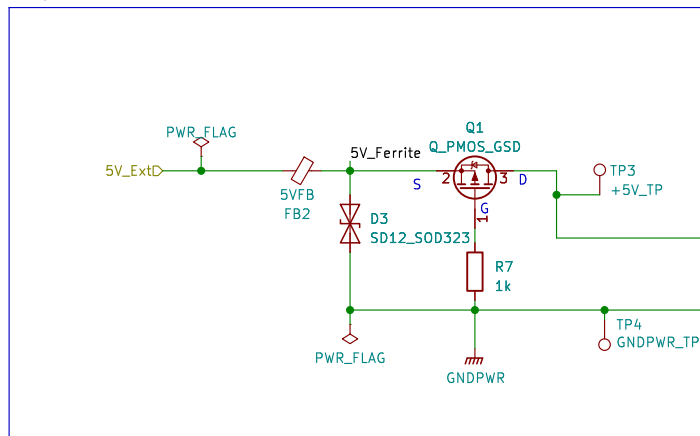 Q1
PWR_FLAG
Q_PMOS_GSD
5V_Ferrite
5V_Ext
2
3
TP3
S
D
+5V_TP
5VFB
FB2
G
1
D3
SD12_SOD323
R7
1k
TP4
GNDPWR_TP
PWR_FLAG
GNDPWR